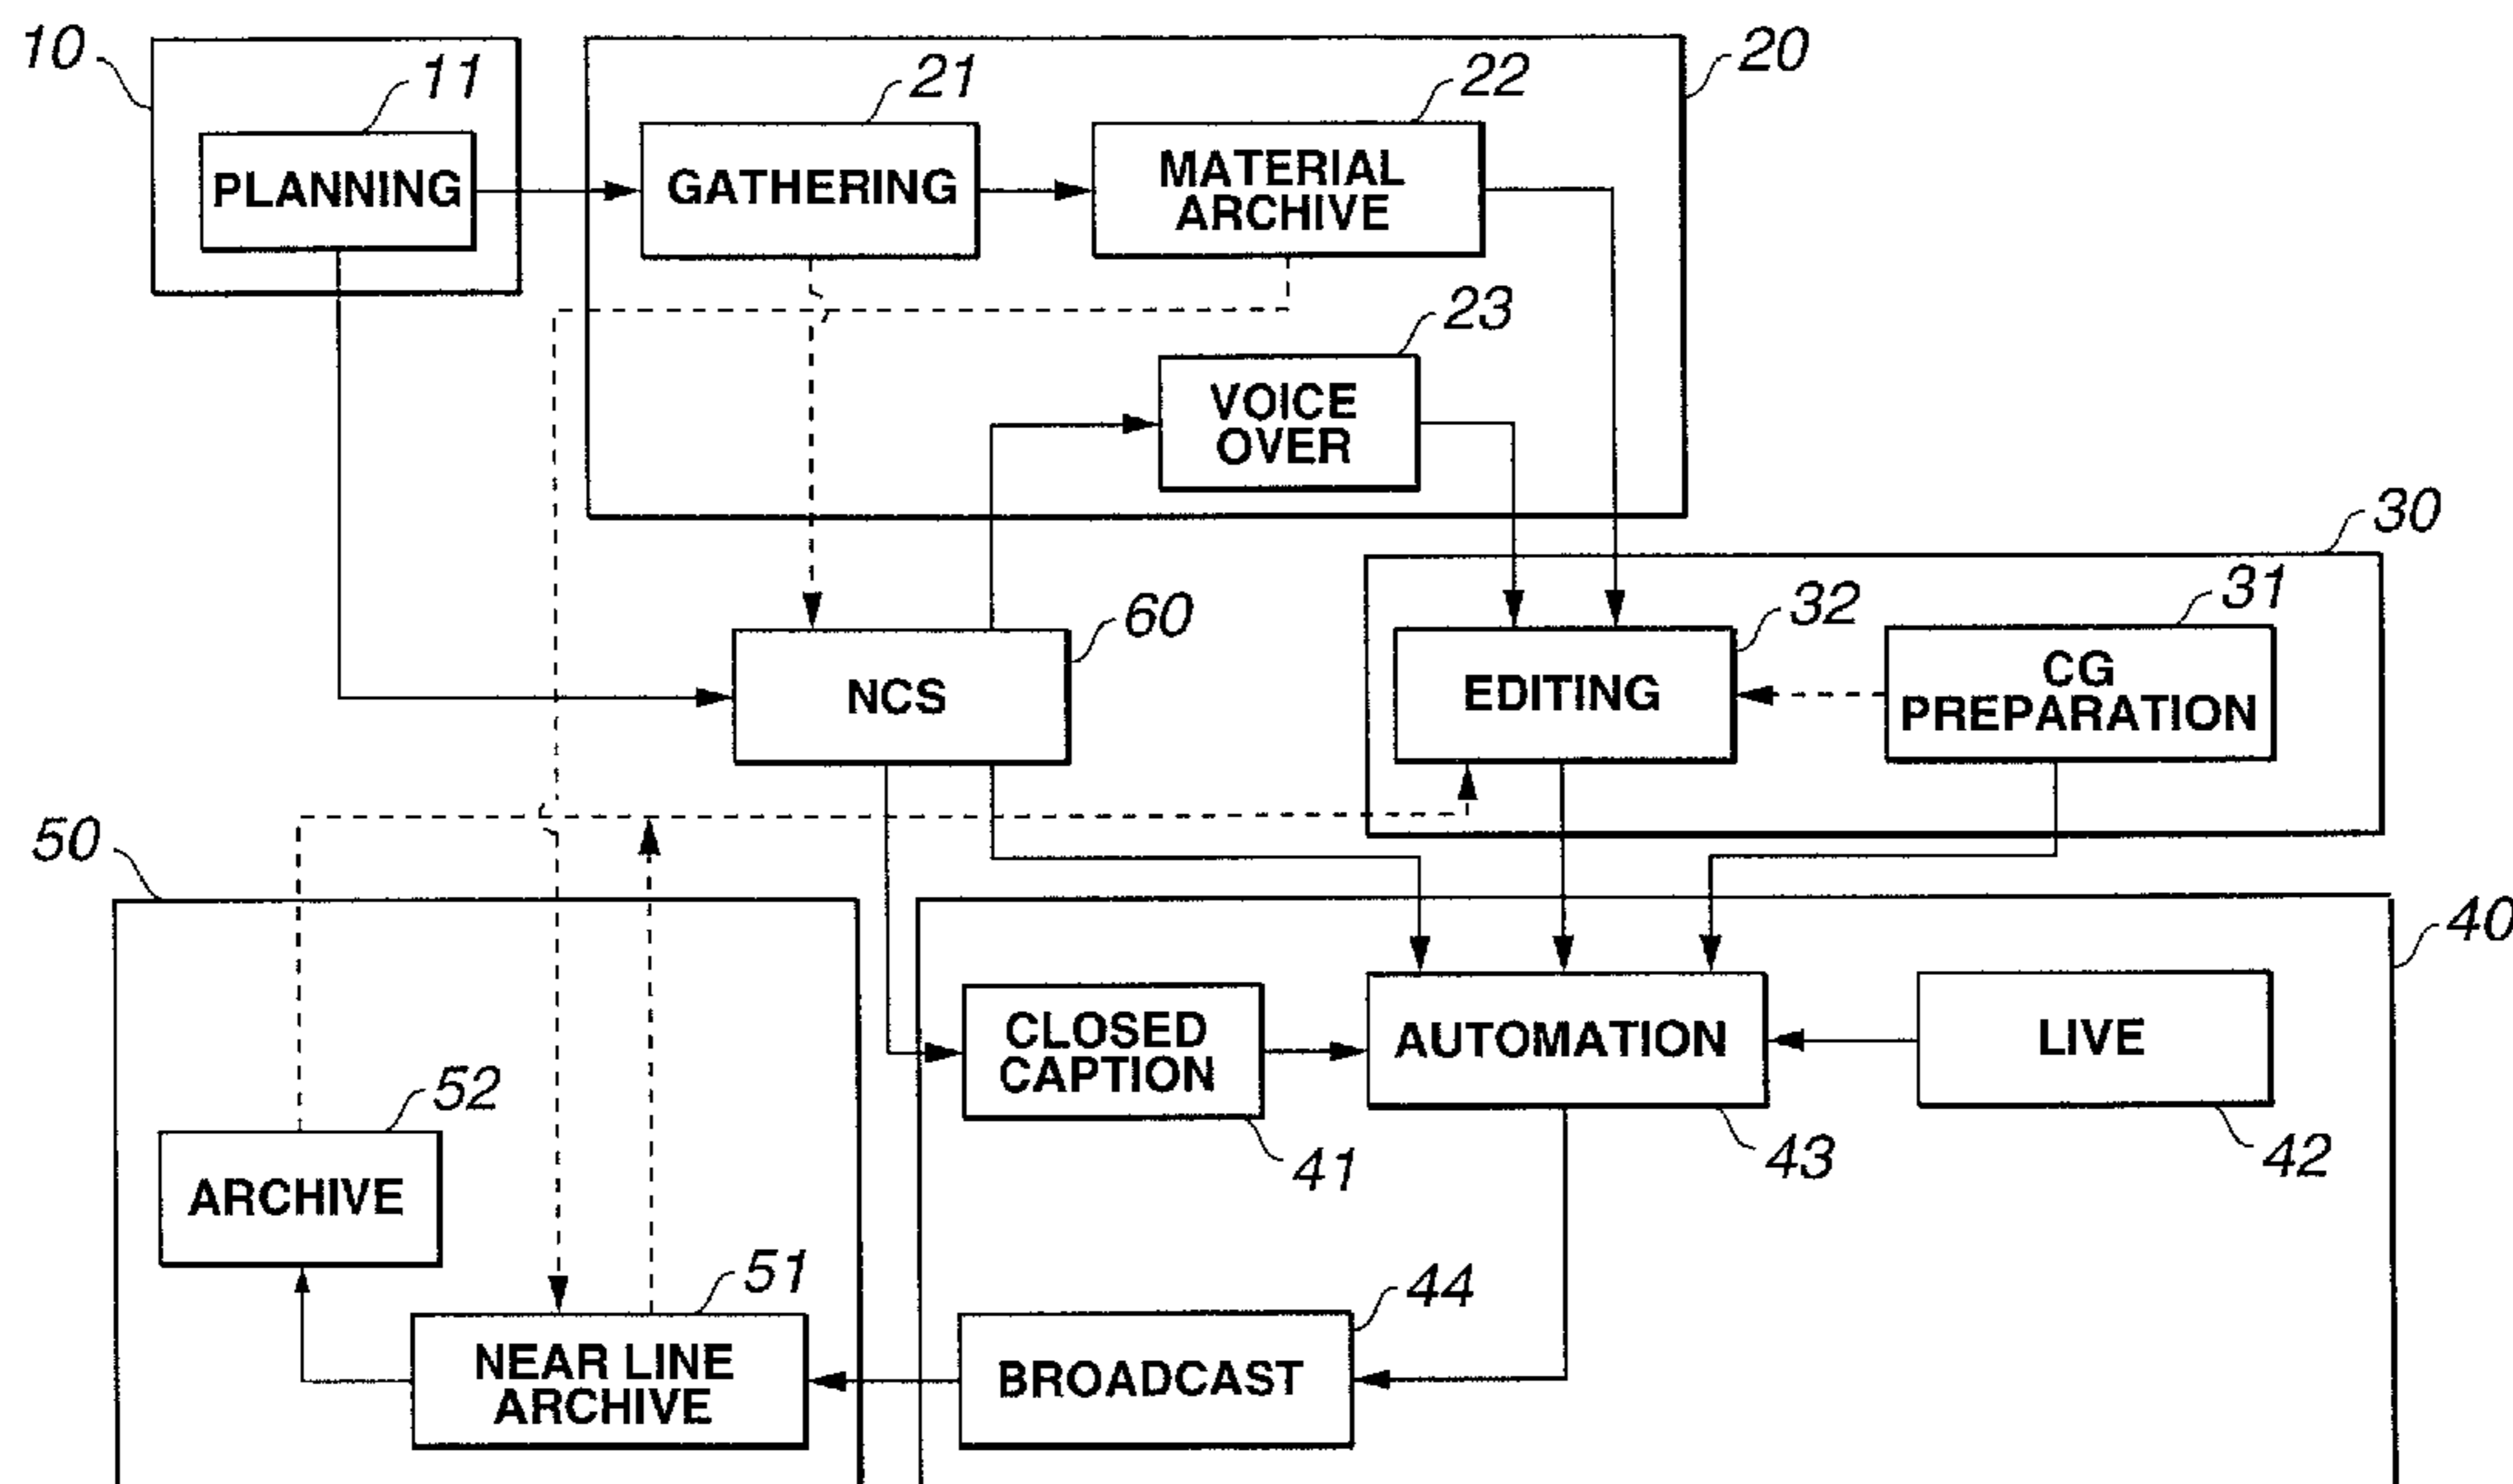 10
11
PLANNING
20
21
GATHERING
22
MATERIAL
ARCHIVE
23
VOICE
OVER
60
NCS
30
32
EDITING
31
CG
PREPARATION
50
52
ARCHIVE
51
NEAR LINE
ARCHIVE
40
CLOSED
CAPTION
41
AUTOMATION
43
LIVE
42
44
BROADCAST